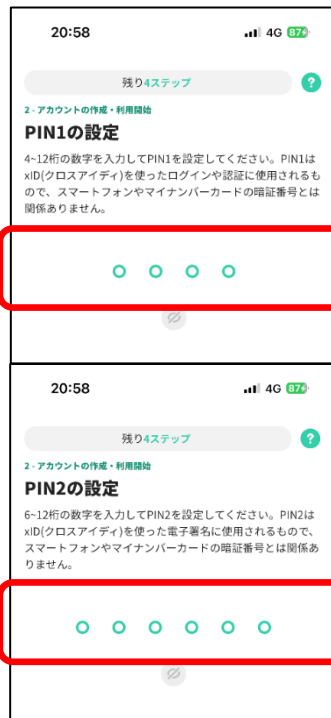 20:58 4G 87
残り4ステップ ?
2 - アカウントの作成・利用開始
PIN1の設定
4~12桁の数字を入力してPIN1を設定してください。PIN1は
xID(クロスアイディ)を使ったログインや認証に使用されるも
ので、スマートフォンやマイナンバーカードの暗証番号とは
関係ありません。
20:58 4G 87
残り4ステップ ?
2 - アカウントの作成・利用開始
PIN2の設定
6~12桁の数字を入力してPIN2を設定してください。PIN2は
xID(クロスアイディ)を使った電子署名に使用されるもので、
スマートフォンやマイナンバーカードの暗証番号とは関係あ
りません。